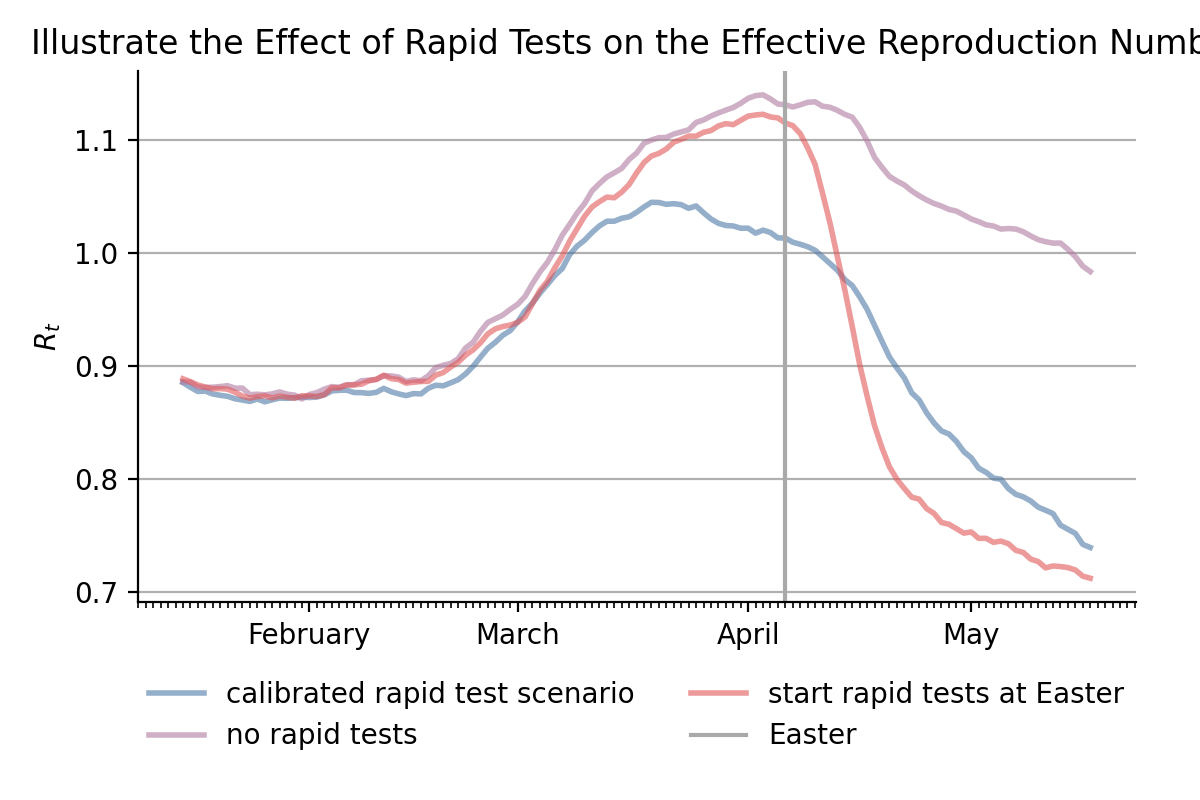 Illustrate the Effect of Rapid Tests on the Effective Reproduction Numb
1.1
1.0
0.9
0.8
0.7
R_t
February March April May
calibrated rapid test scenario start rapid tests at Easter
no rapid tests Easter